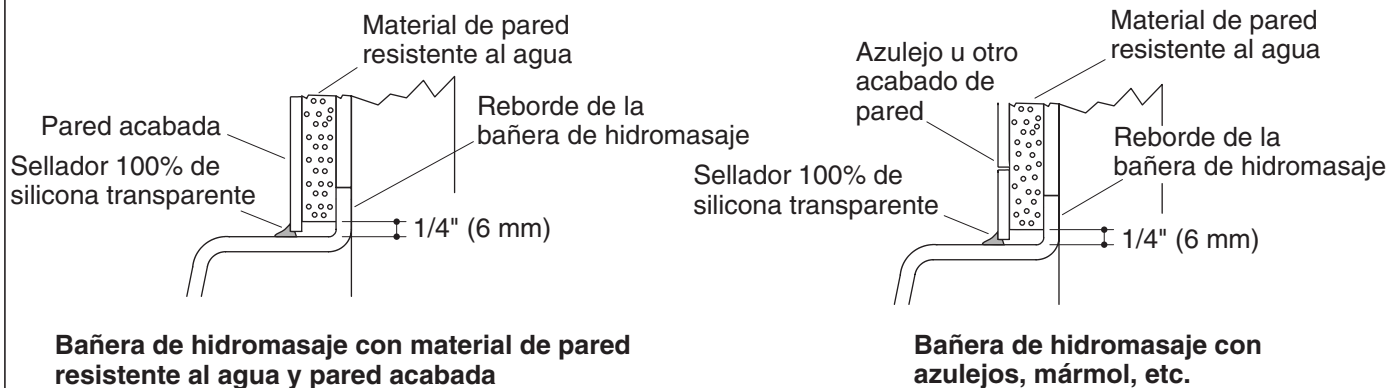 Material de pared
resistente al agua
Pared acabada
Reborde de la
bañera de hidromasaje
Sellador 100% de
silicona transparente
1/4" (6 mm)
Bañera de hidromasaje con material de pared
resistente al agua y pared acabada
Material de pared
resistente al agua
Azulejo u otro
acabado de
pared
Reborde de la
bañera de hidromasaje
Sellador 100% de
silicona transparente
1/4" (6 mm)
Bañera de hidromasaje con
azulejos, mármol, etc.